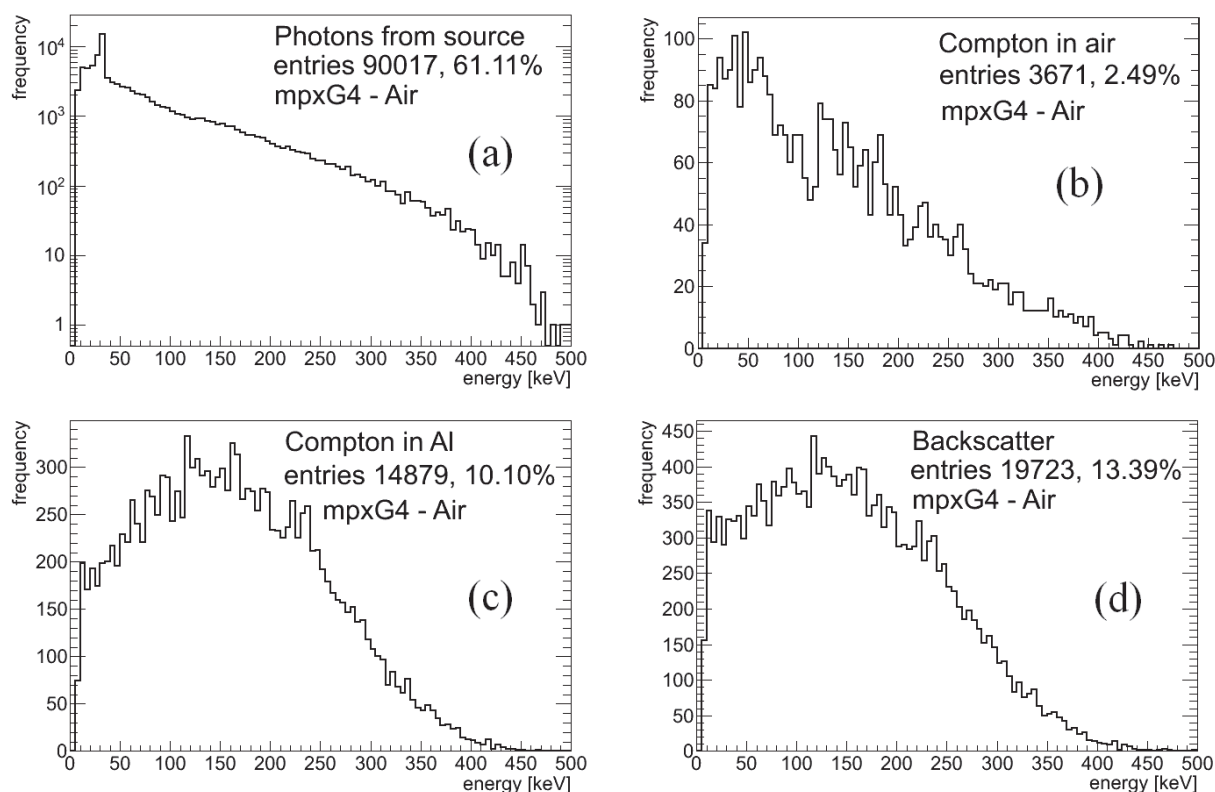 frequency
10⁴
10³
10²
10
1
Photons from source
entries 90017, 61.11%
mpxG4 - Air
(a)
0 50 100 150 200 250 300 350 400 450 500
energy [keV]
frequency
100
80
60
40
20
0
Compton in air
entries 3671, 2.49%
mpxG4 - Air
(b)
0 50 100 150 200 250 300 350 400 450 500
energy [keV]
frequency
300
250
200
150
100
50
0
Compton in Al
entries 14879, 10.10%
mpxG4 - Air
(c)
0 50 100 150 200 250 300 350 400 450 500
energy [keV]
frequency
450
400
350
300
250
200
150
100
50
0
Backscatter
entries 19723, 13.39%
mpxG4 - Air
(d)
0 50 100 150 200 250 300 350 400 450 500
energy [keV]